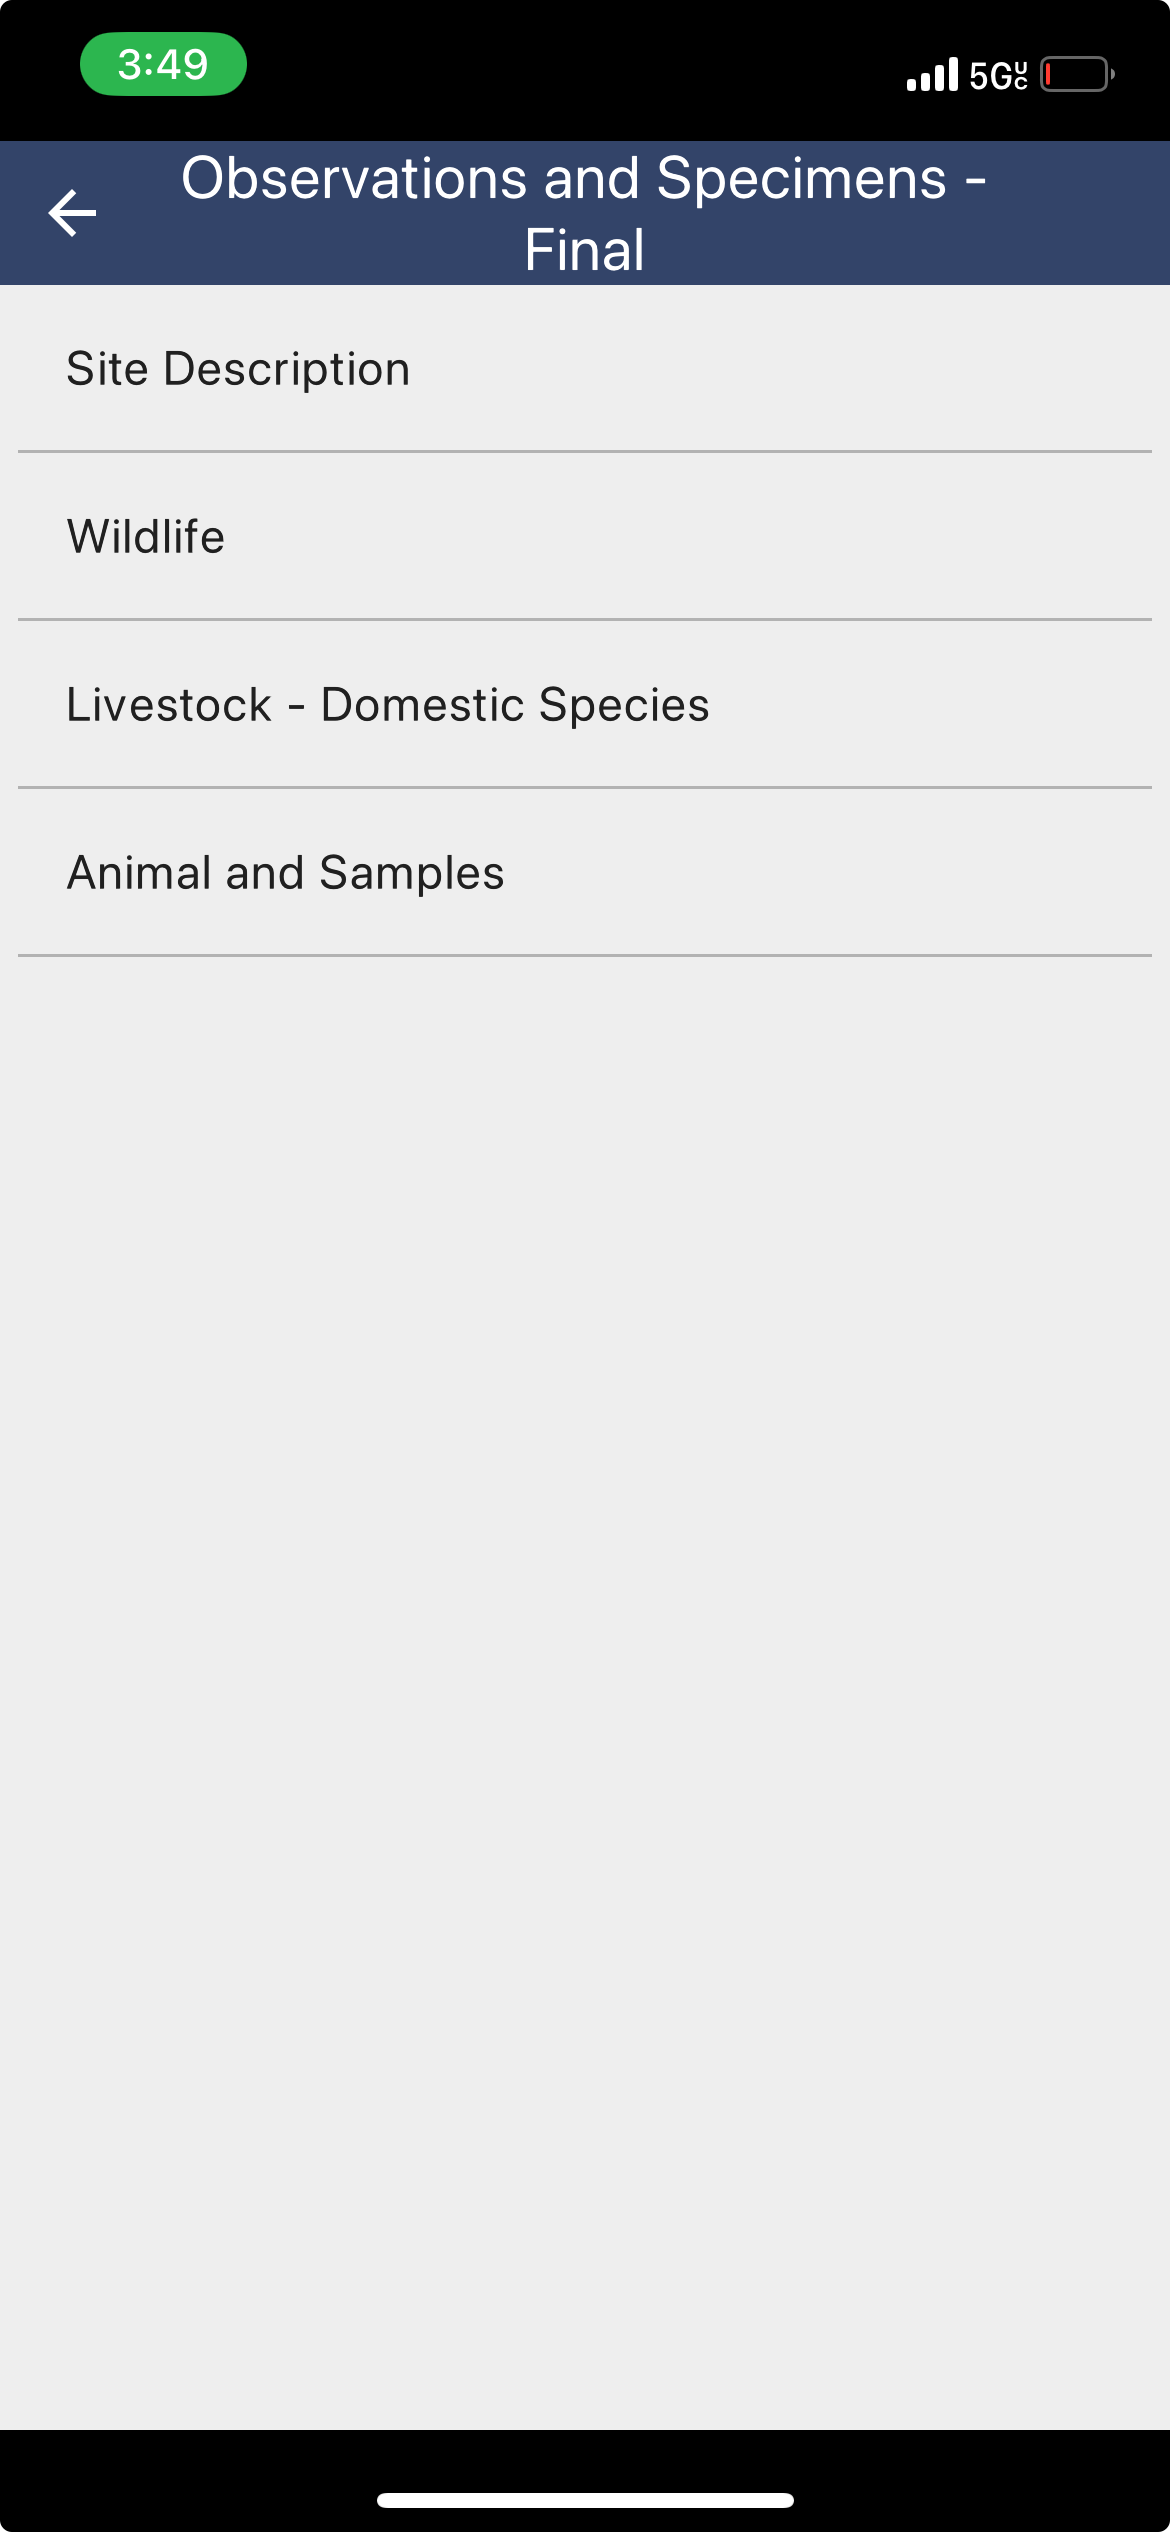 3:49
5G UC
Observations and Specimens -
Final
Site Description
Wildlife
Livestock - Domestic Species
Animal and Samples